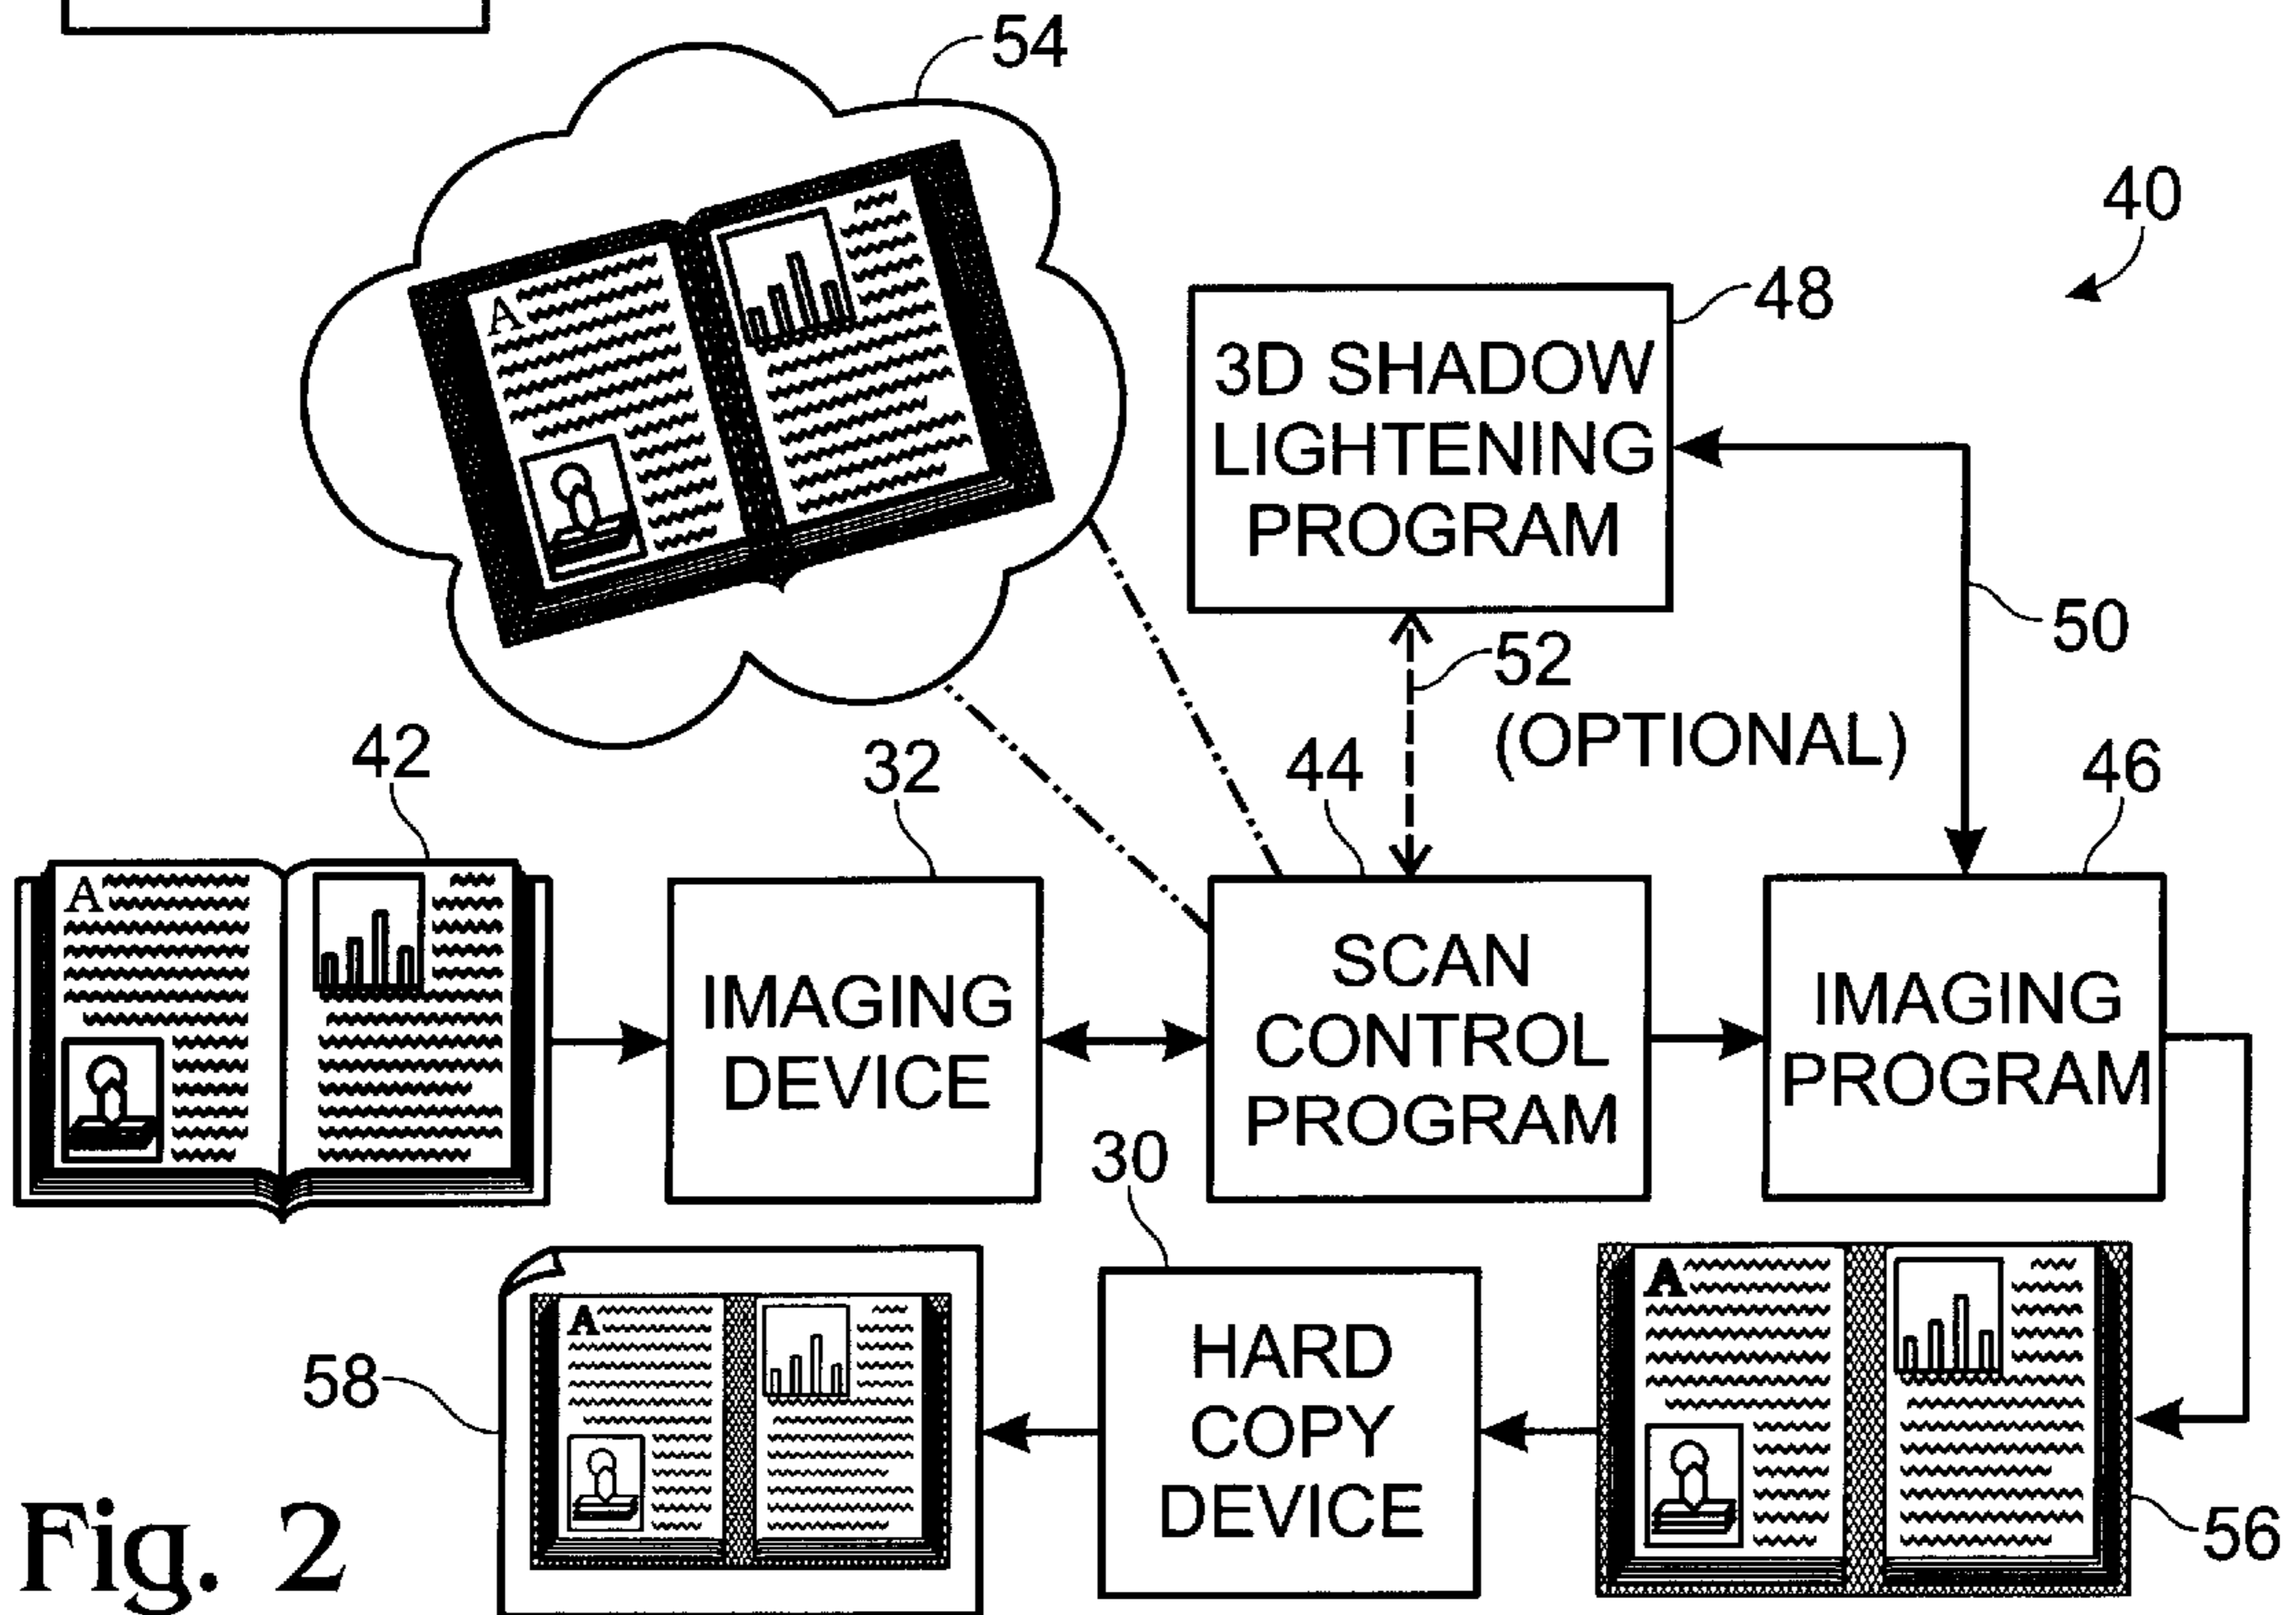 54
40
48
3D SHADOW
LIGHTENING
PROGRAM
50
52
(OPTIONAL)
42
32
44
46
A
A
IMAGING
DEVICE
SCAN
CONTROL
PROGRAM
IMAGING
PROGRAM
30
A
A
HARD
COPY
DEVICE
58
56
Fig. 2